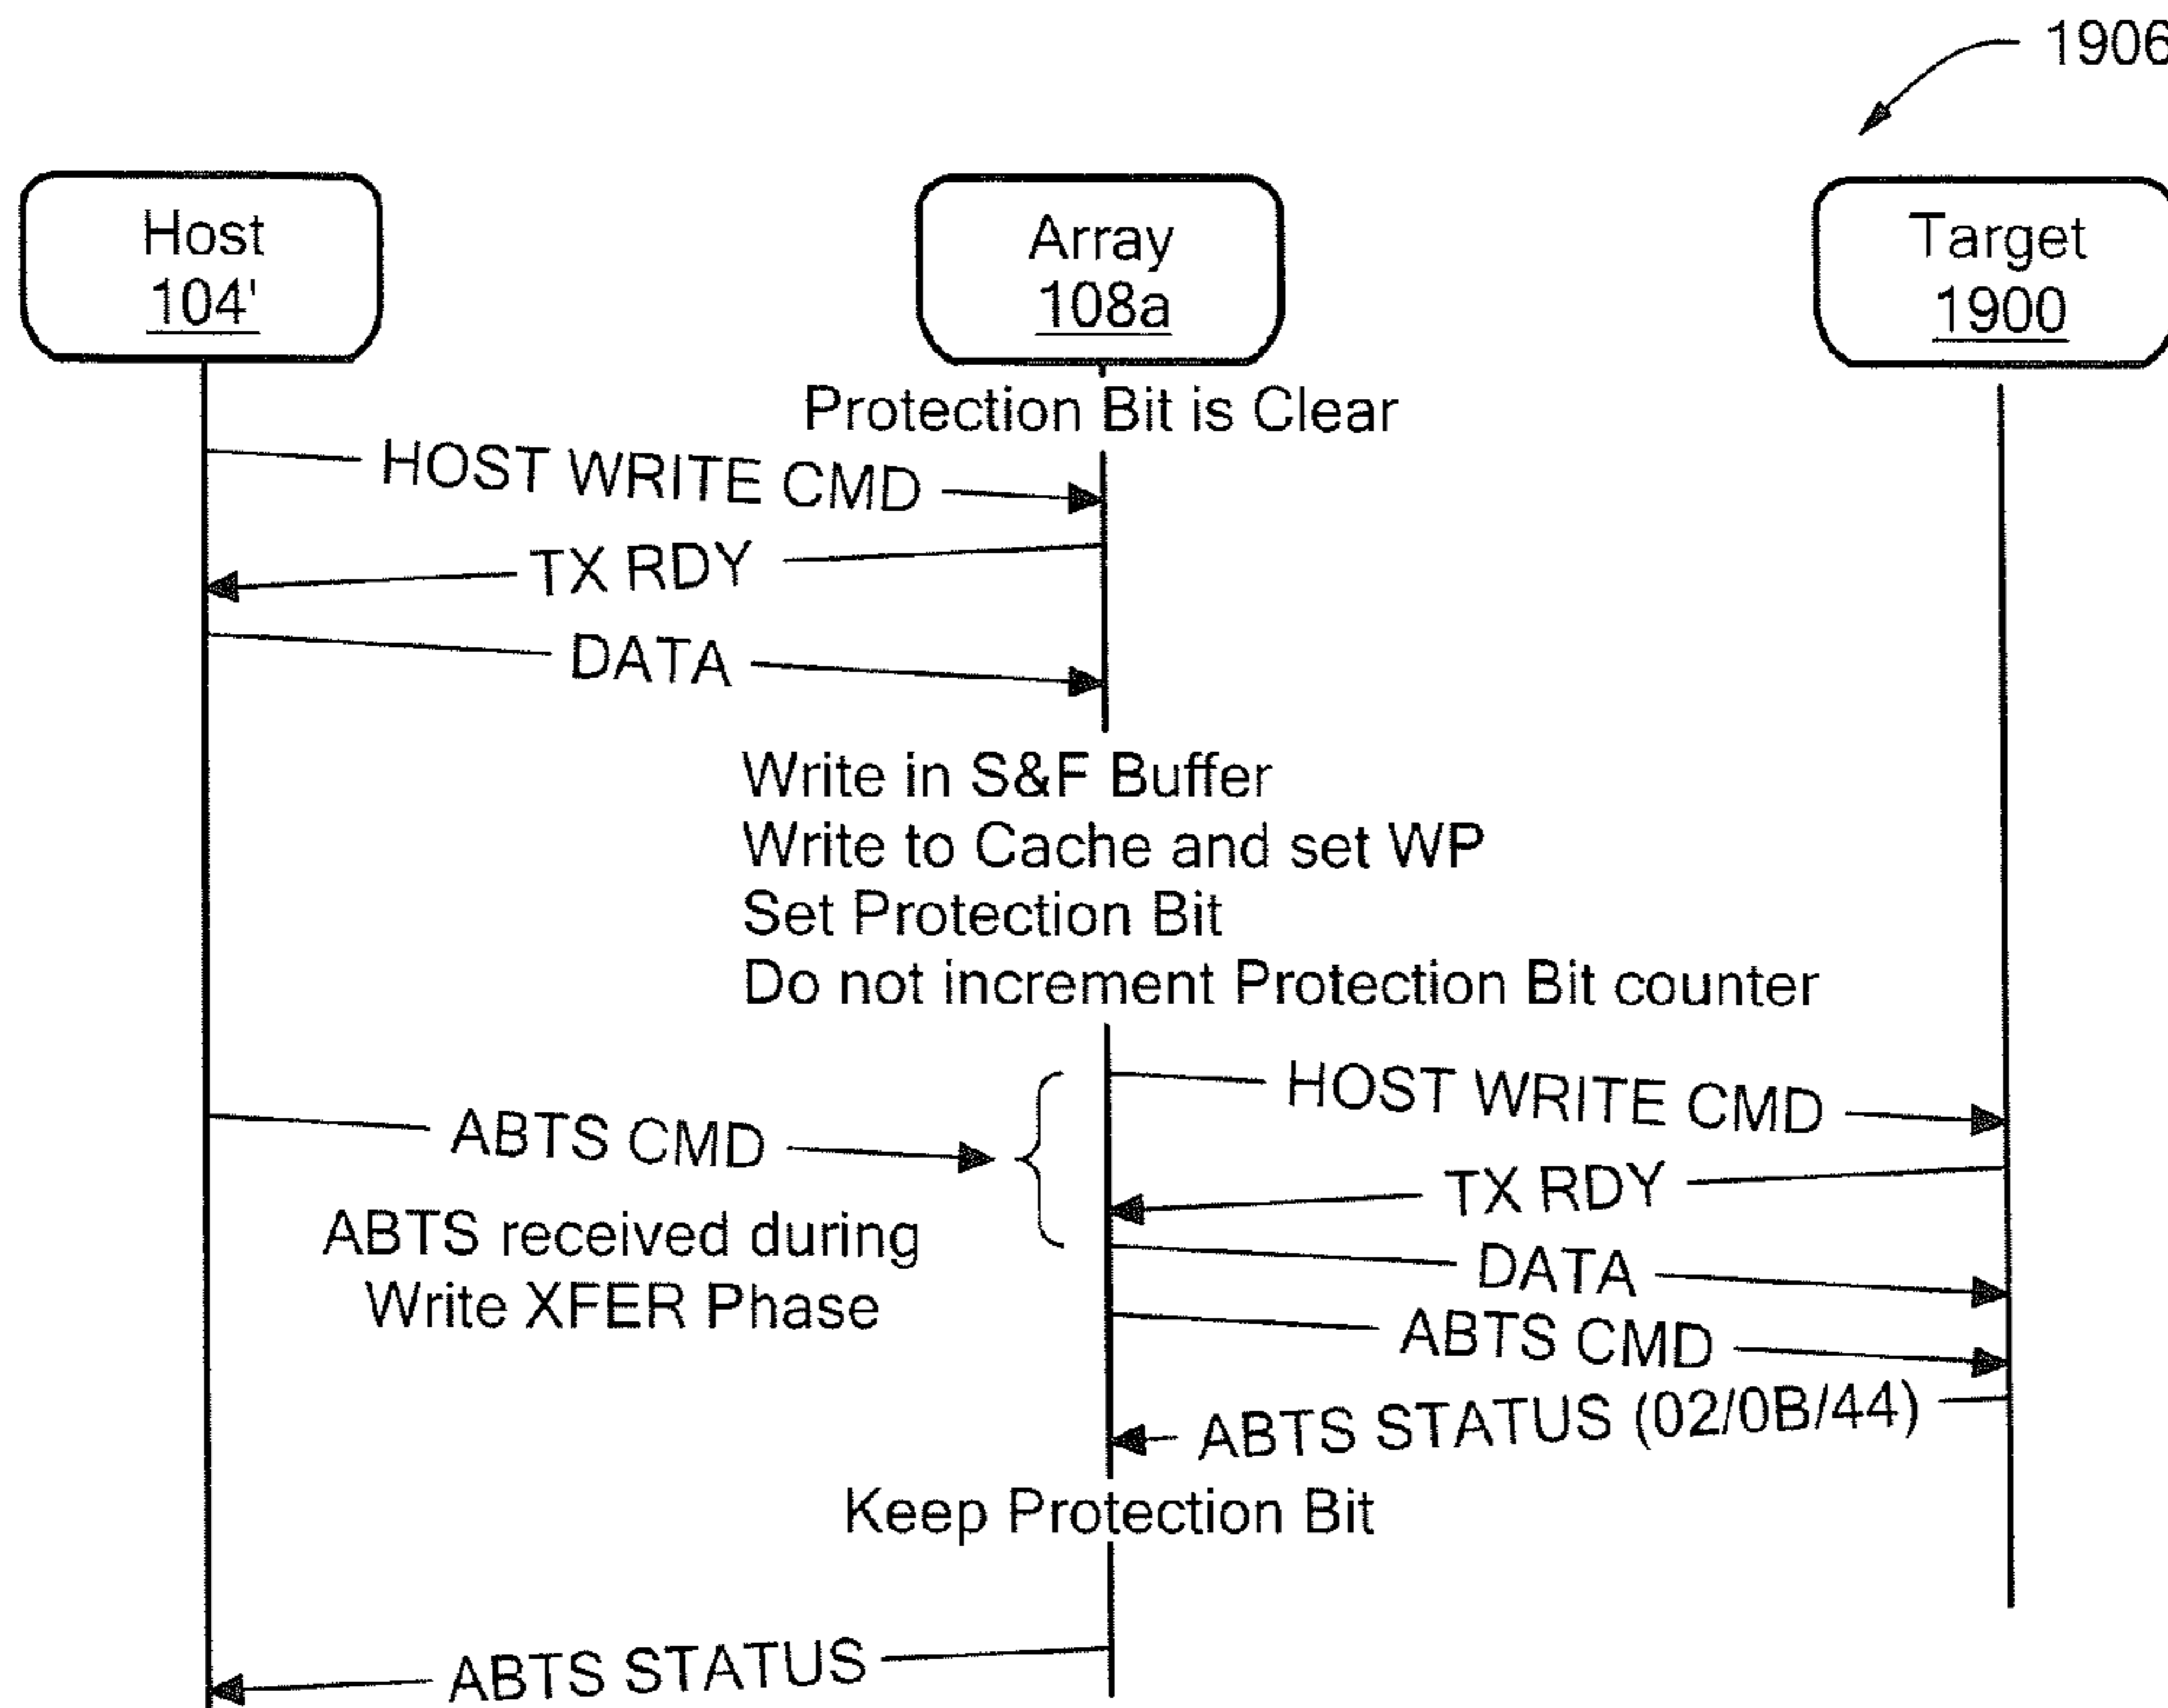 1906
Host
104'
Array
108a
Target
1900
Protection Bit is Clear
HOST WRITE CMD
TX RDY
DATA
Write in S&F Buffer
Write to Cache and set WP
Set Protection Bit
Do not increment Protection Bit counter
HOST WRITE CMD
ABTS CMD
TX RDY
ABTS received during
Write XFER Phase
DATA
ABTS CMD
ABTS STATUS (02/0B/44)
Keep Protection Bit
ABTS STATUS